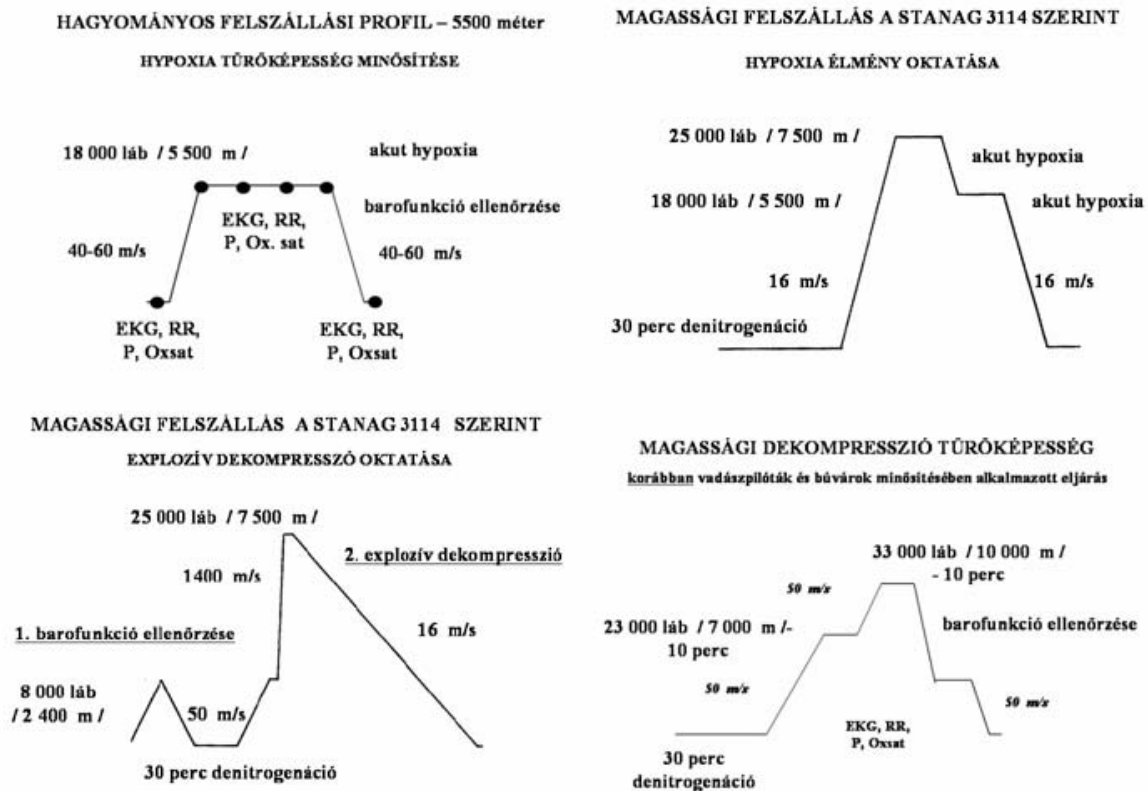 HAGYOMÁNYOS FELSZÁLLÁSI PROFIL – 5500 méter
HYPOXIA TŰRŐKÉPESSÉG MINŐSÍTÉSE
18 000 láb / 5 500 m /
akut hypoxia
barofunkció ellenőrzése
EKG, RR,
P, Ox. sat
40-60 m/s
40-60 m/s
EKG, RR,
P, Oxsat
EKG, RR,
P, Oxsat
MAGASSÁGI FELSZÁLLÁS A STANAG 3114 SZERINT
HYPOXIA ÉLMÉNY OKTATÁSA
25 000 láb / 7 500 m /
akut hypoxia
18 000 láb / 5 500 m /
akut hypoxia
16 m/s
16 m/s
30 perc denitrogenáció
MAGASSÁGI FELSZÁLLÁS A STANAG 3114 SZERINT
EXPLOZÍV DEKOMPRESSZÓ OKTATÁSA
25 000 láb / 7 500 m /
2. explozív dekompresszió
1400 m/s
1. barofunkció ellenőrzése
16 m/s
8 000 láb
/ 2 400 m /
50 m/s
30 perc denitrogenáció
MAGASSÁGI DEKOMPRESSZIÓ TŰRŐKÉPESSÉG
korábban vadászpilóták és búvárok minősítésében alkalmazott eljárás
33 000 láb / 10 000 m /
- 10 perc
50 m/s
23 000 láb / 7 000 m /-
10 perc
barofunkció ellenőrzése
50 m/s
50 m/s
EKG, RR,
P, Oxsat
30 perc
denitrogenáció